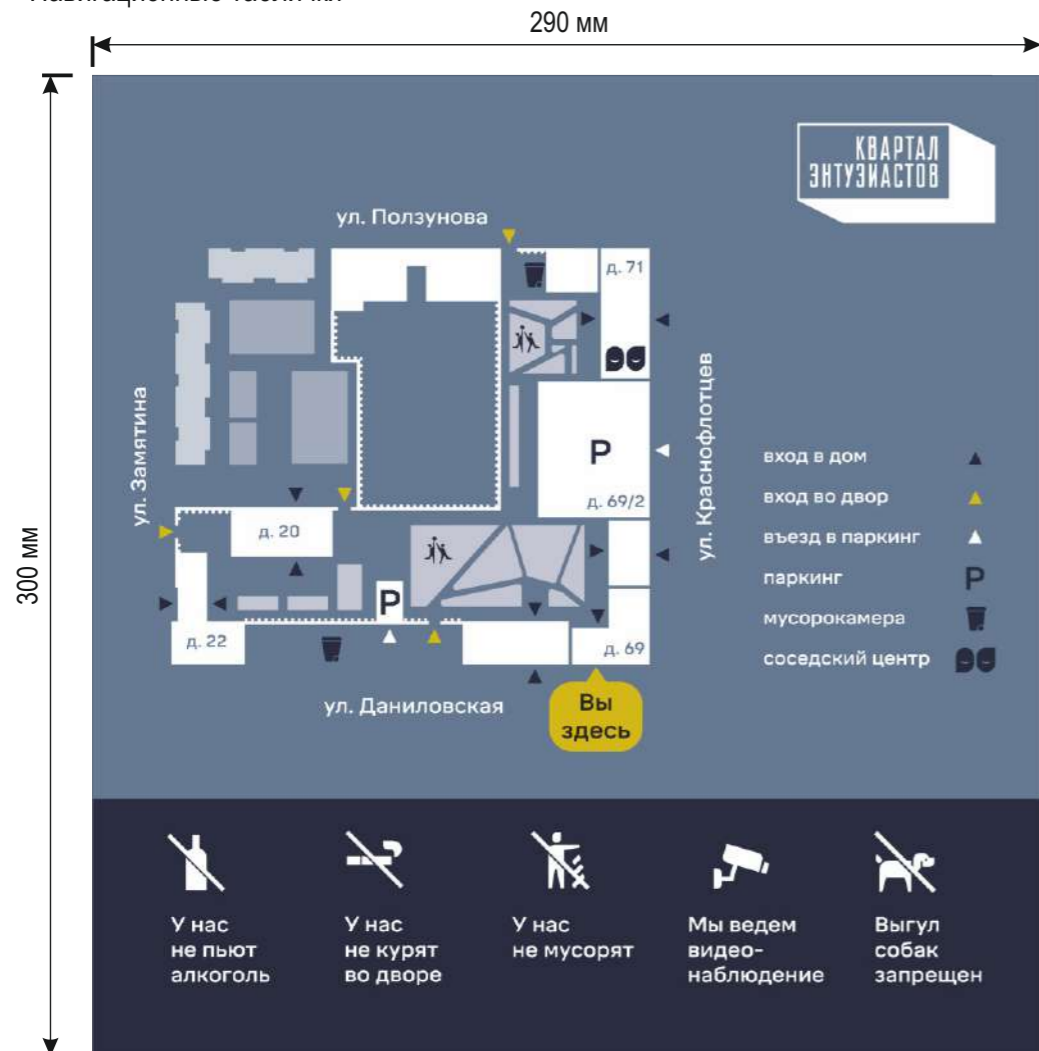 Навигационные таблички
290 мм
300 мм
КВАРТАЛ
ЭНТУЗИАСТОВ
ул. Ползунова
д. 71
ул. Замятина
ул. Краснофлотцев
P
д. 69/2
д. 20
P
д. 22
д. 69
ул. Даниловская
Вы
здесь
вход в дом
вход во двор
въезд в паркинг
паркинг P
мусорокамера
соседский центр
У нас
не пьют
алкоголь
У нас
не курят
во дворе
У нас
не мусорят
Мы ведем
видео-
наблюдение
Выгул
собак
запрещен